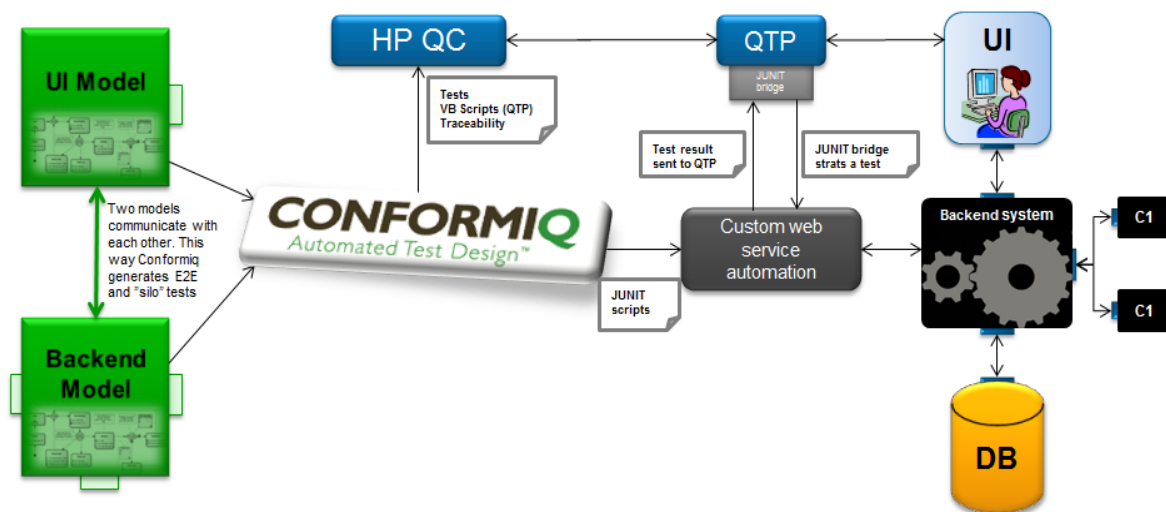 UI Model
HP QC
QTP
JUNIT
bridge
UI
Tests
VB Scripts (QTP)
Traceability
Test result
sent to QTP
JUNIT bridge
strats a test
Two models
communicate with
each other. This
way Conformiq
generates E2E
and "silo" tests
CONFORMIQ
Automated Test Design™
Custom web
service
automation
Backend system
C1
C1
JUNIT
scripts
Backend
Model
DB